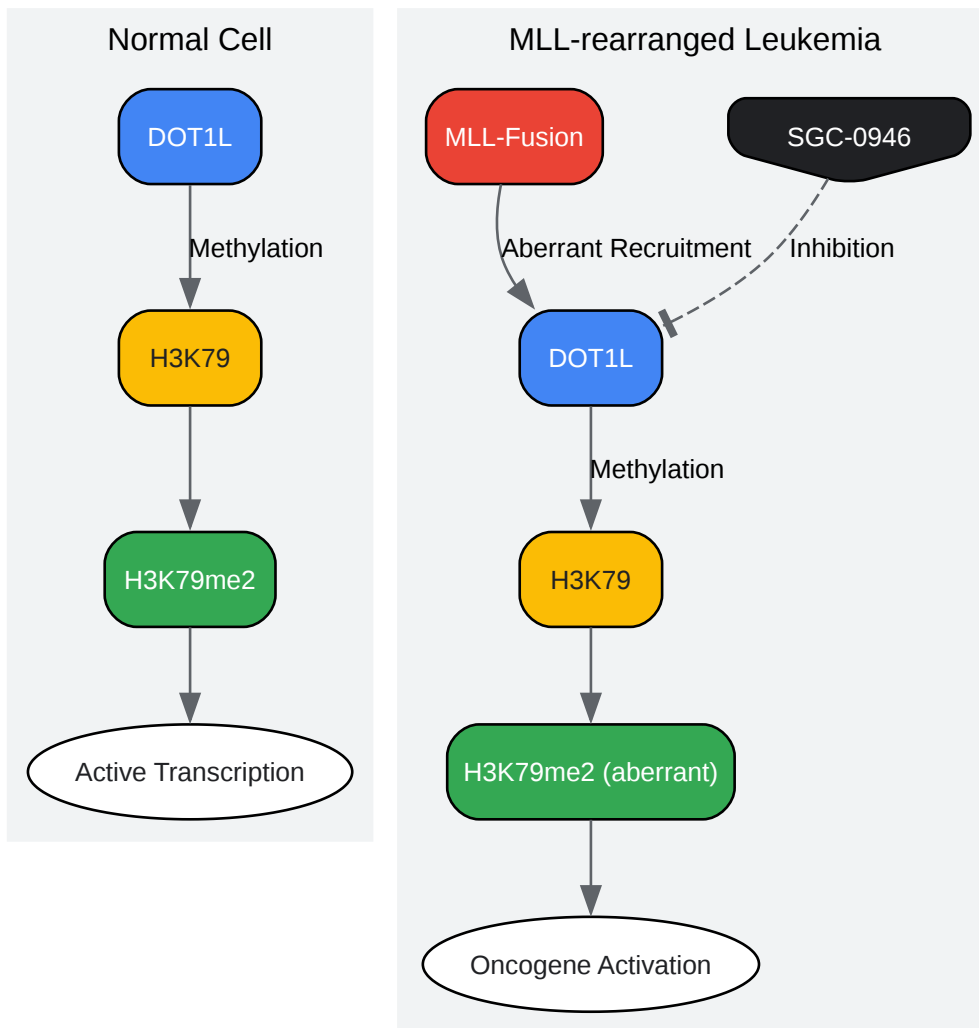 Normal Cell
DOT1L
Methylation
H3K79
H3K79me2
Active Transcription
MLL-rearranged Leukemia
MLL-Fusion
SGC-0946
Aberrant Recruitment
Inhibition
DOT1L
Methylation
H3K79
H3K79me2 (aberrant)
Oncogene Activation